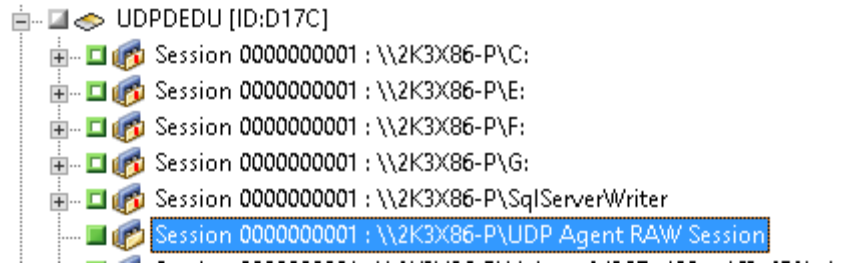 UDPDEDU [ID:D17C]
Session 0000000001 : \\2K3X86-P\C:
Session 0000000001 : \\2K3X86-P\E:
Session 0000000001 : \\2K3X86-P\F:
Session 0000000001 : \\2K3X86-P\G:
Session 0000000001 : \\2K3X86-P\SqlServerWriter
Session 0000000001 : \\2K3X86-P\UDP Agent RAW Session